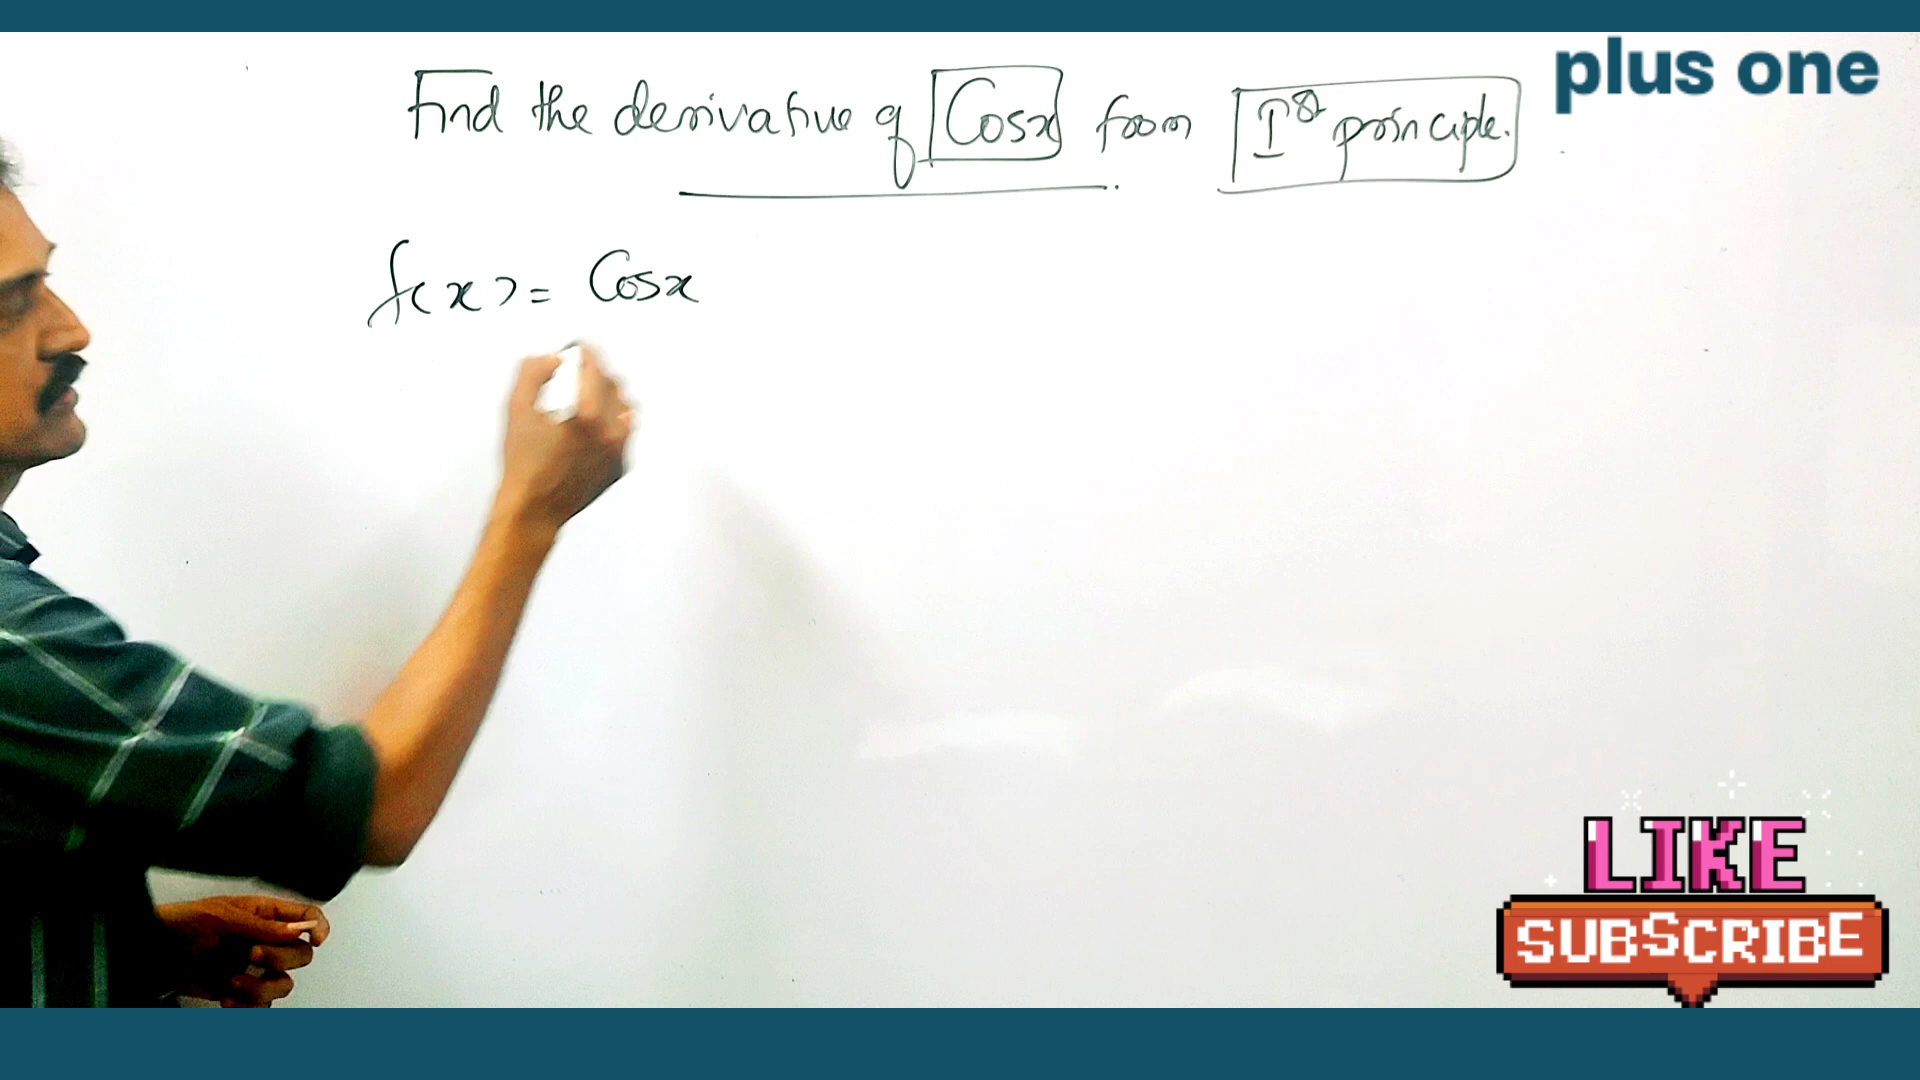 plus one
Find the derivative of Cosx from Ist principle.
f(x) = Cosx
LIKE
SUBSCRIBE